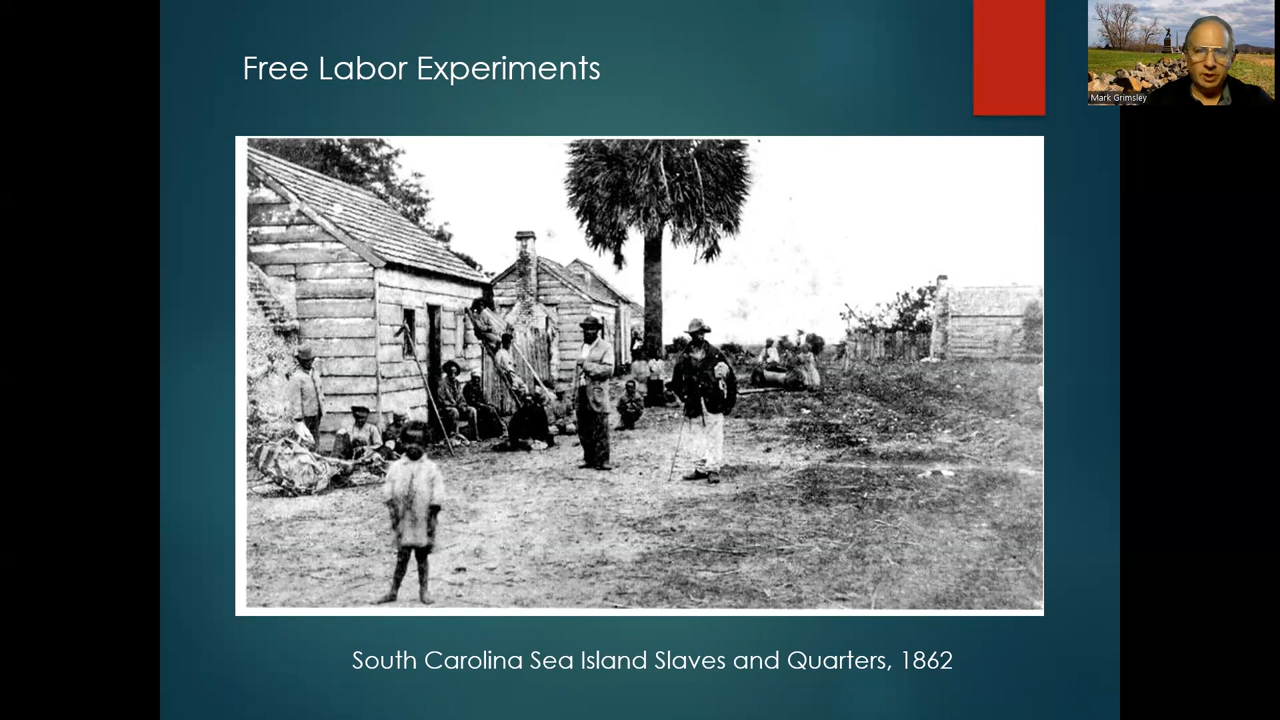 Free Labor Experiments
Mark Grimsley
South Carolina Sea Island Slaves and Quarters, 1862